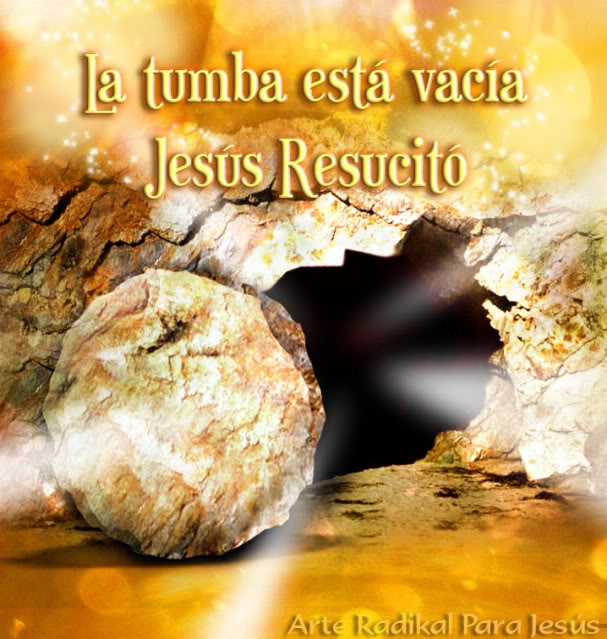 La tumba está vacía
Jesús Resucitó
Arte Radikal Para Jesús